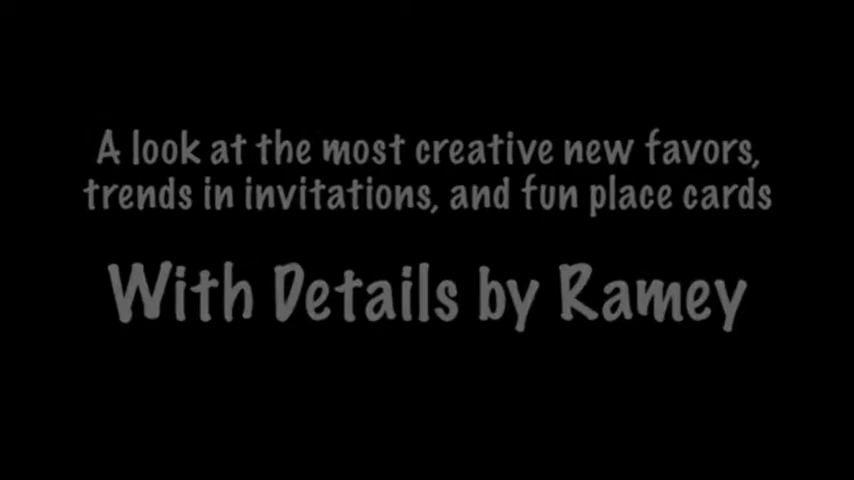 A look at the most creative new favors,
trends in invitations, and fun place cards
With Details by Ramey